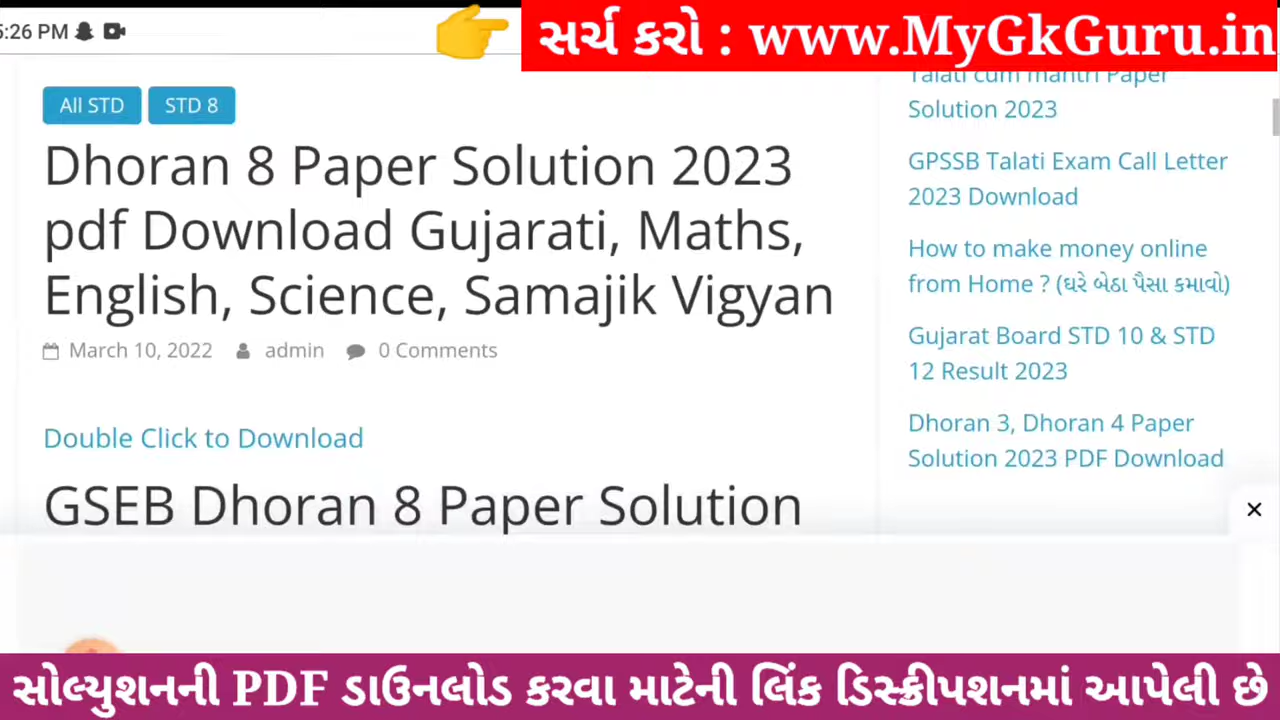 5:26 PM
સર્ચ કરો : www.MyGkGuru.in
All STD STD 8
Dhoran 8 Paper Solution 2023
pdf Download Gujarati, Maths,
English, Science, Samajik Vigyan
March 10, 2022 admin 0 Comments
Double Click to Download
GSEB Dhoran 8 Paper Solution
Talati cum mantri Paper
Solution 2023
GPSSB Talati Exam Call Letter
2023 Download
How to make money online
from Home ? (ઘરે બેઠા પૈસા કમાવો)
Gujarat Board STD 10 & STD
12 Result 2023
Dhoran 3, Dhoran 4 Paper
Solution 2023 PDF Download
સોલ્યુશનની PDF ડાઉનલોડ કરવા માટેની લિંક ડિસ્ક્રીપશનમાં આપેલી છે